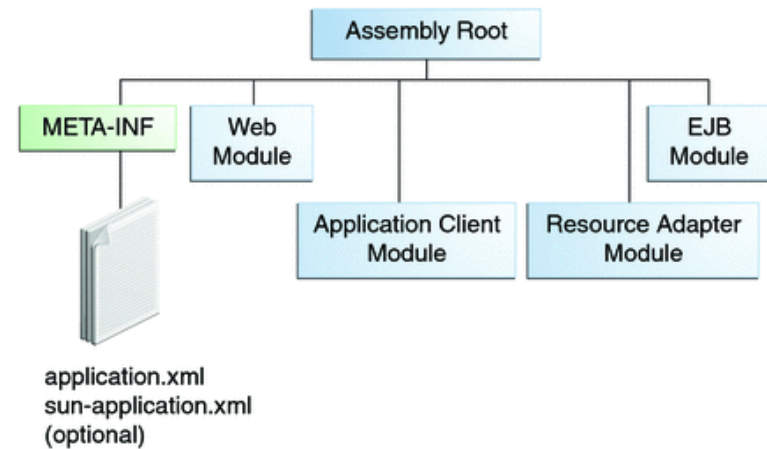 Assembly Root
META-INF
Web
Module
EJB
Module
Application Client
Module
Resource Adapter
Module
application.xml
sun-application.xml
(optional)